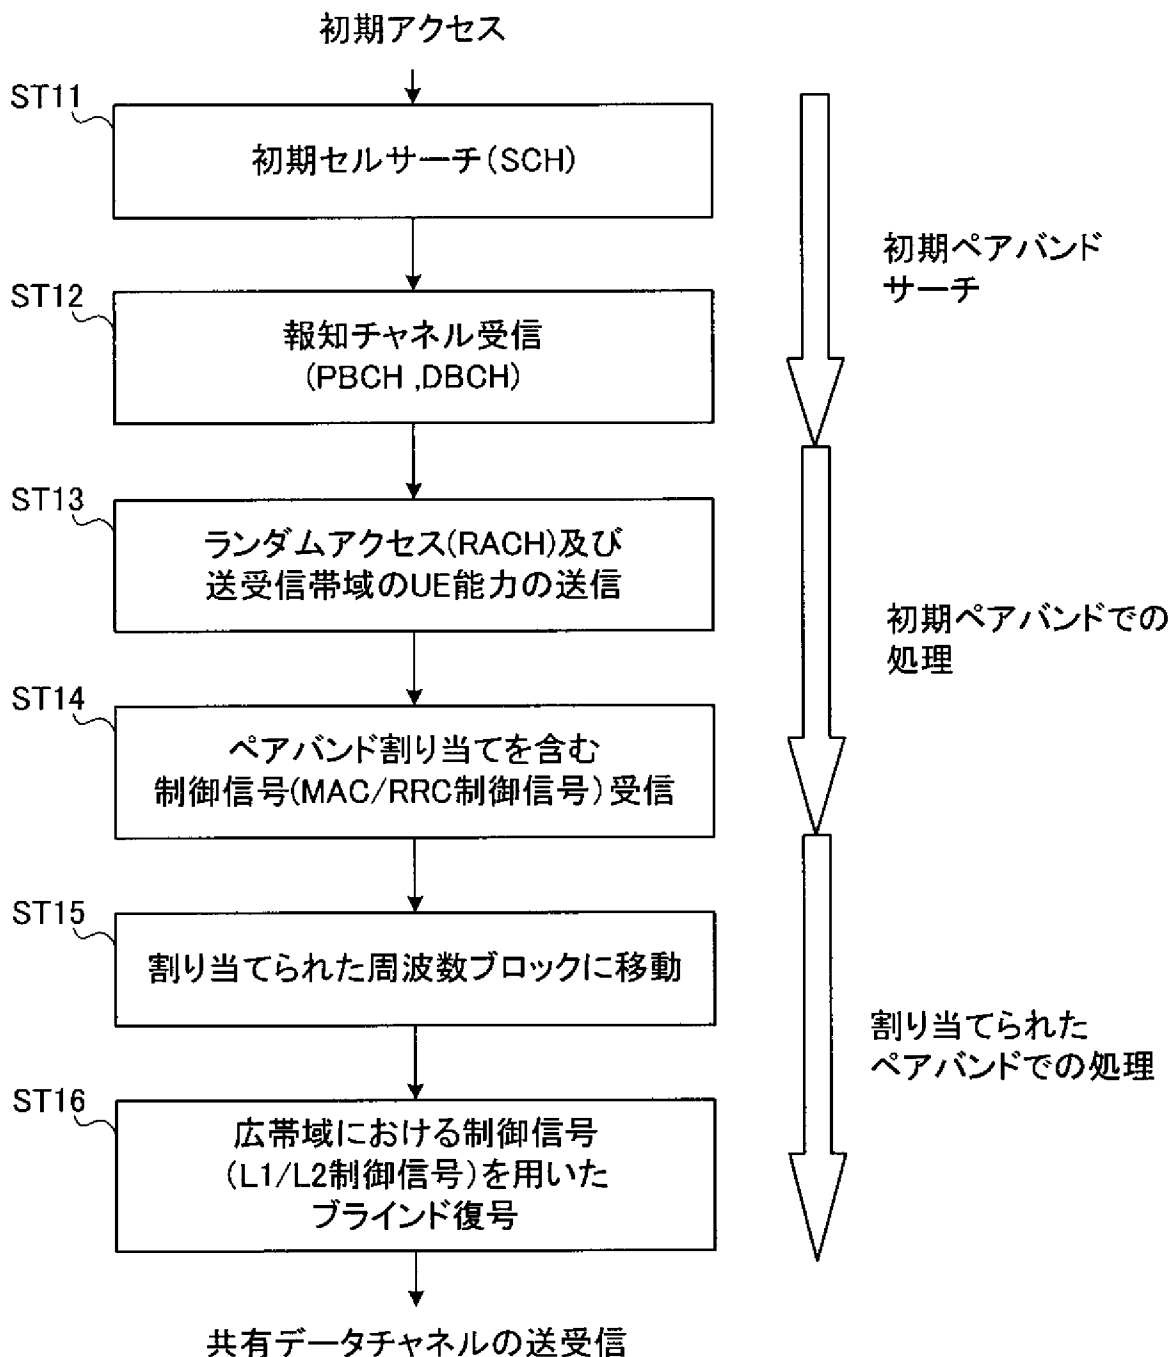 初期アクセス
ST11
初期セルサーチ(SCH)
ST12
報知チャネル受信
(PBCH ,DBCH)
初期ペアバンド
サーチ
ST13
ランダムアクセス(RACH)及び
送受信帯域のUE能力の送信
ST14
ペアバンド割り当てを含む
制御信号(MAC/RRC制御信号)受信
初期ペアバンドでの
処理
ST15
割り当てられた周波数ブロックに移動
ST16
広帯域における制御信号
(L1/L2制御信号)を用いた
ブラインド復号
割り当てられた
ペアバンドでの処理
共有データチャネルの送受信